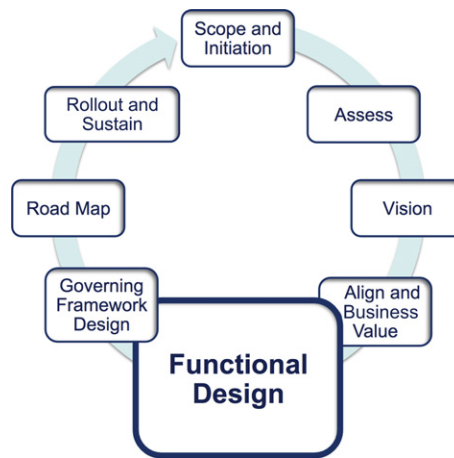 Scope and
Initiation
Assess
Vision
Align and
Business
Value
Functional
Design
Governing
Framework
Design
Road Map
Rollout and
Sustain